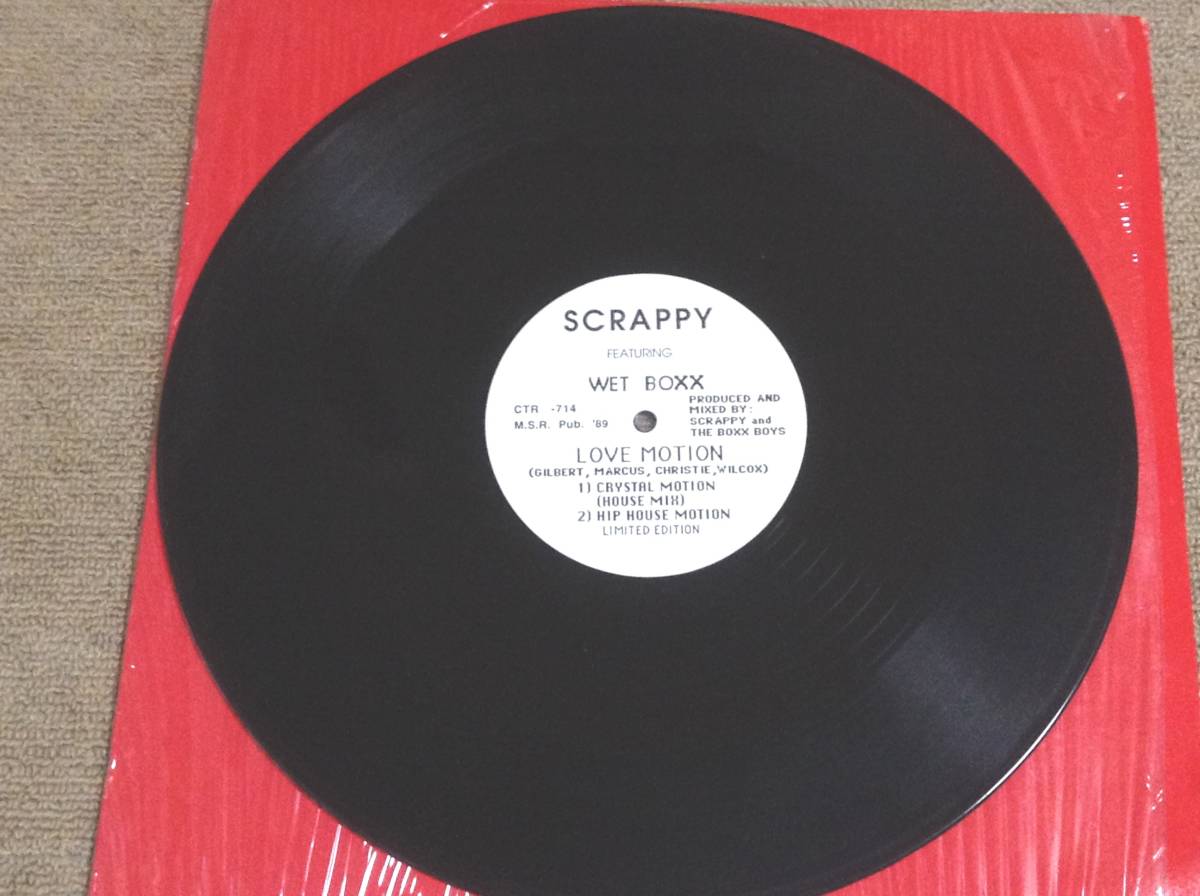 SCRAPPY
FEATURING
WET BOXX
CTR -714
M.S.R. Pub. '89
PRODUCED AND
MIXED BY:
SCRAPPY and
THE BOXX BOYS
LOVE MOTION
(GILBERT, MARCUS, CHRISTIE, WILCOX)
1) CRYSTAL MOTION
(HOUSE MIX)
2) HIP HOUSE MOTION
LIMITED EDITION